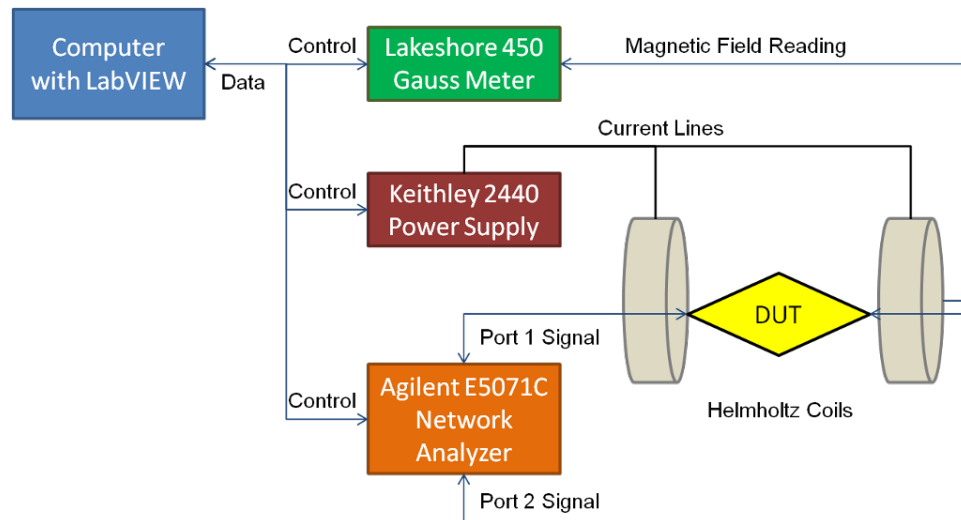 Computer
with LabVIEW
Control
Data
Lakeshore 450
Gauss Meter
Magnetic Field Reading
Current Lines
Control
Keithley 2440
Power Supply
DUT
Port 1 Signal
Control
Agilent E5071C
Network
Analyzer
Helmholtz Coils
Port 2 Signal